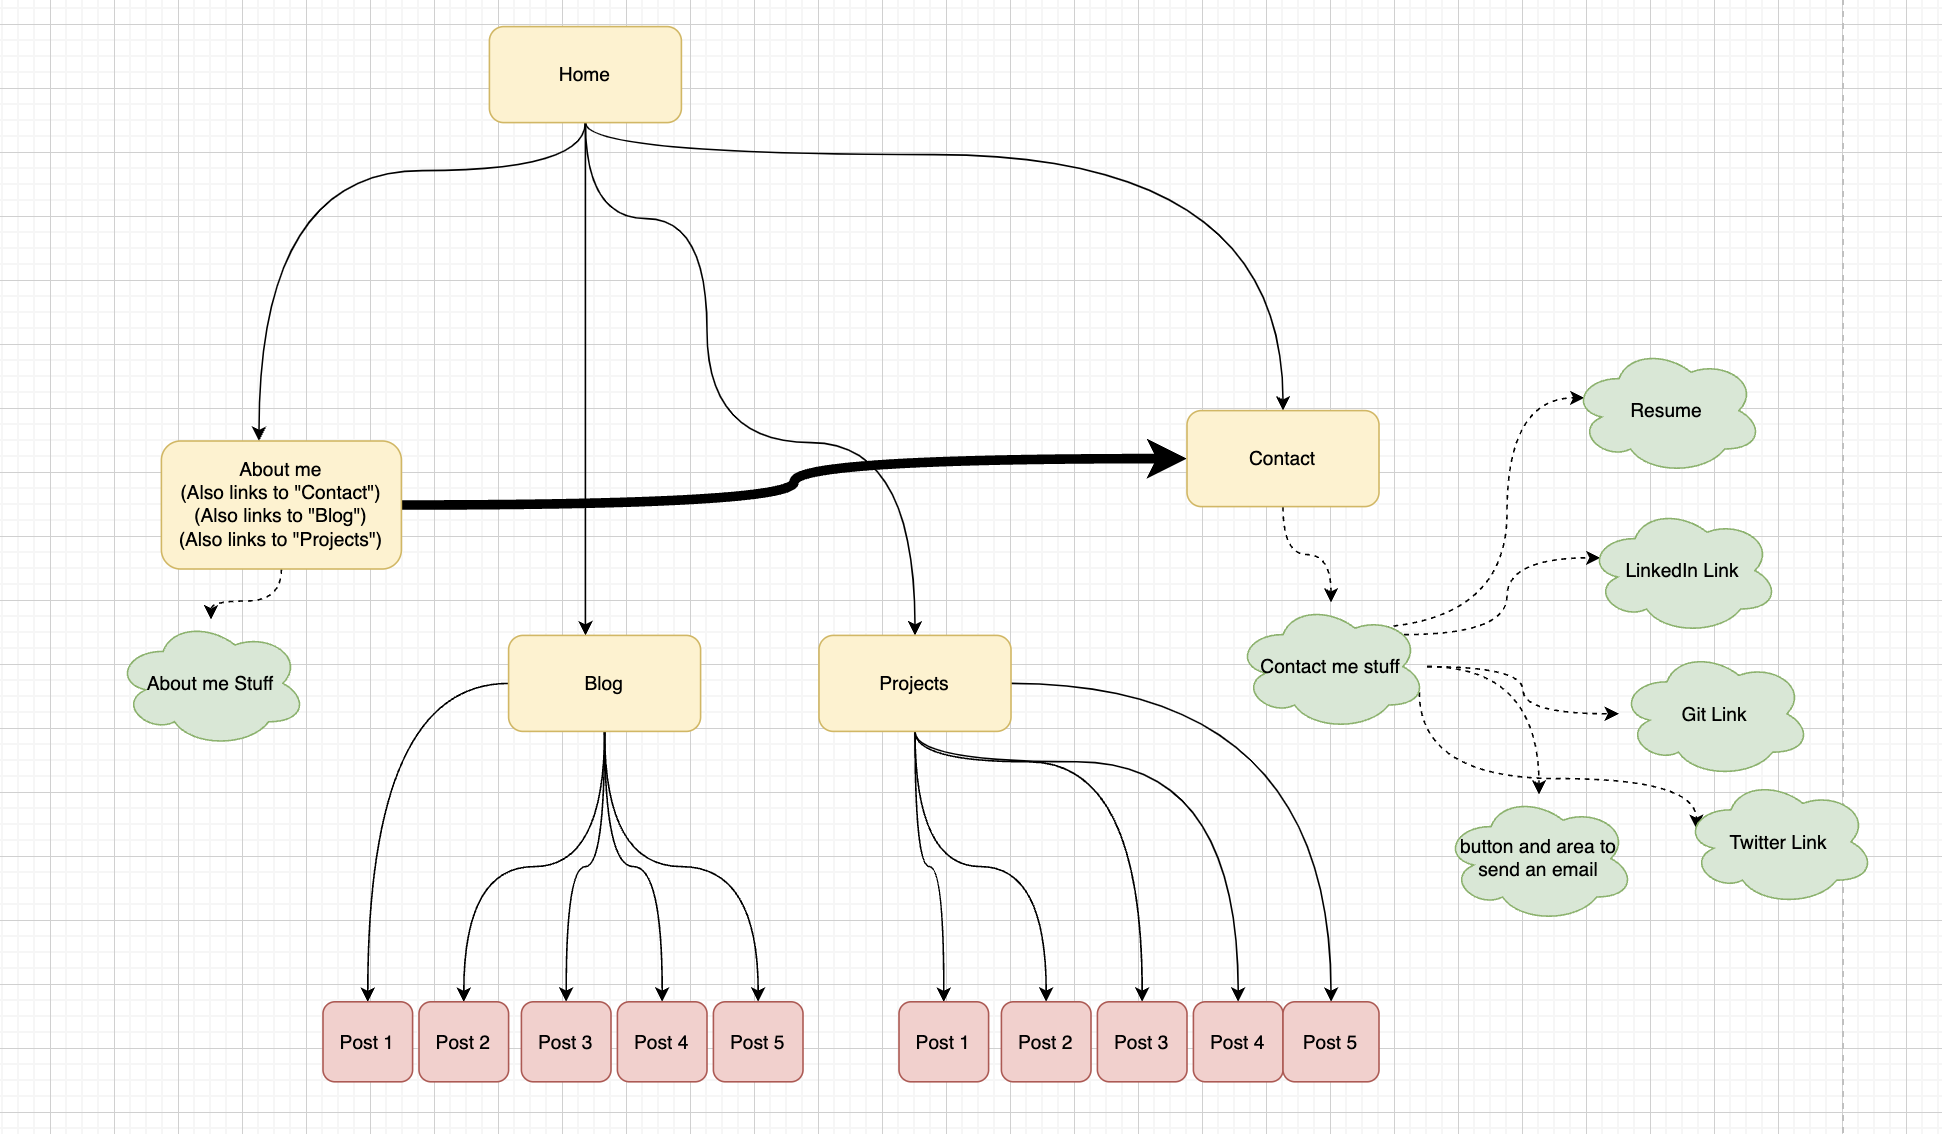 Home
About me
(Also links to "Contact")
(Also links to "Blog")
(Also links to "Projects")
Contact
Resume
LinkedIn Link
About me Stuff
Blog
Projects
Contact me stuff
Git Link
button and area to
send an email
Twitter Link
Post 1
Post 2
Post 3
Post 4
Post 5
Post 1
Post 2
Post 3
Post 4
Post 5